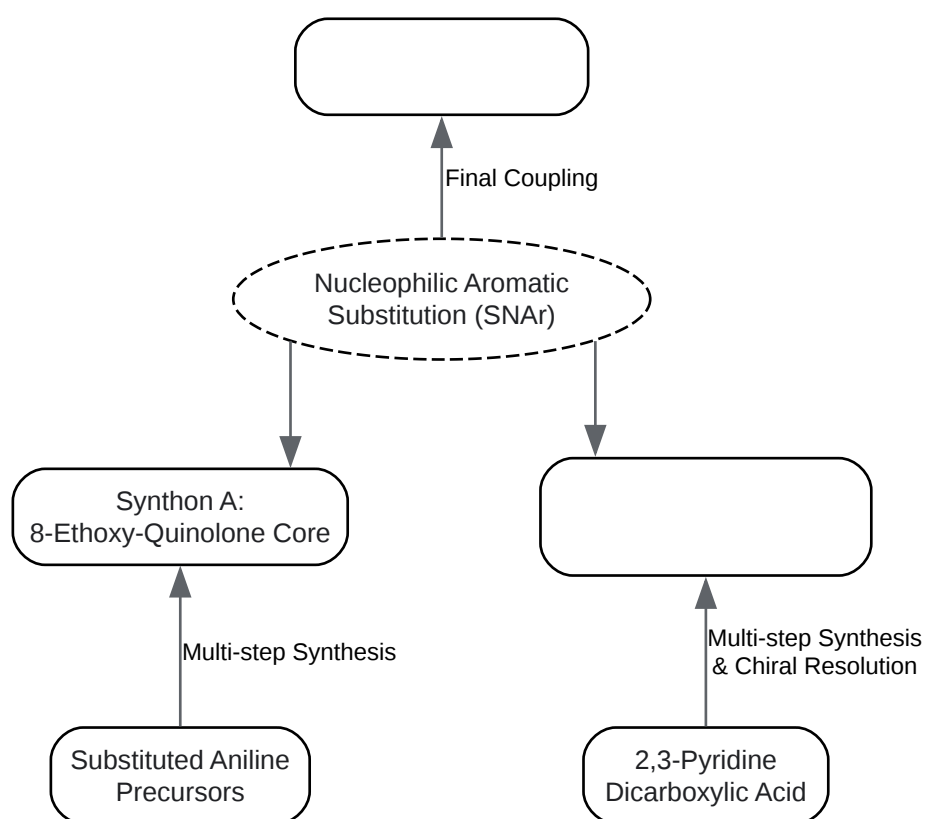 Final Coupling
Nucleophilic Aromatic
Substitution (SNAr)
Synthon A:
8-Ethoxy-Quinolone Core
Multi-step Synthesis
Multi-step Synthesis
& Chiral Resolution
Substituted Aniline
Precursors
2,3-Pyridine
Dicarboxylic Acid